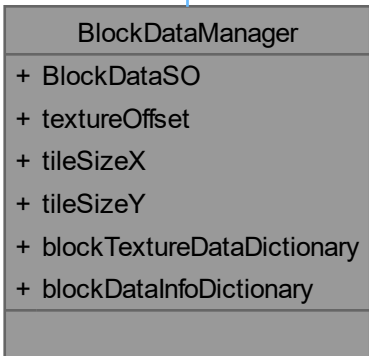 BlockDataManager
+ BlockDataSO
+ textureOffset
+ tileSizeX
+ tileSizeY
+ blockTextureDataDictionary
+ blockDataInfoDictionary